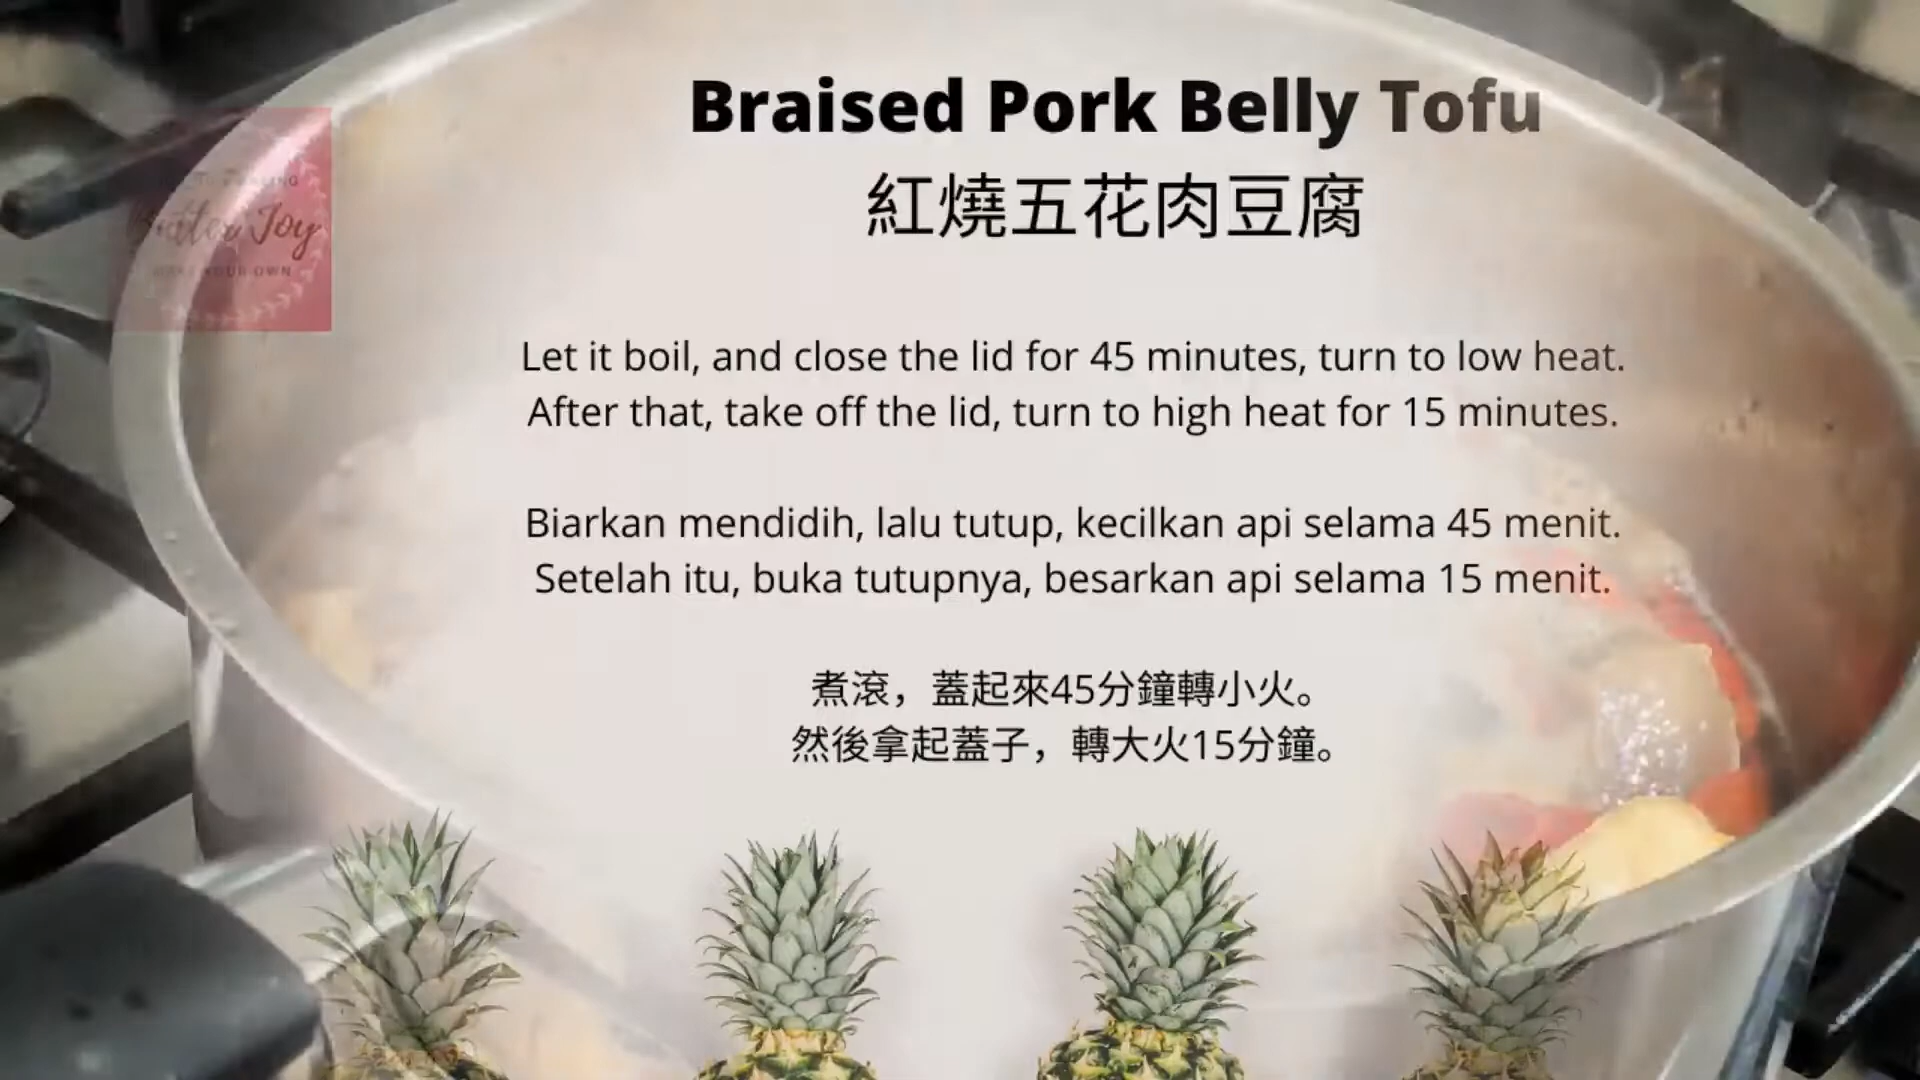 Braised Pork Belly Tofu
紅燒五花肉豆腐
Joy
YOUR OWN
Let it boil, and close the lid for 45 minutes, turn to low heat.
After that, take off the lid, turn to high heat for 15 minutes.
Biarkan mendidih, lalu tutup, kecilkan api selama 45 menit.
Setelah itu, buka tutupnya, besarkan api selama 15 menit.
煮滾，蓋起來45分鐘轉小火。
然後拿起蓋子，轉大火15分鐘。